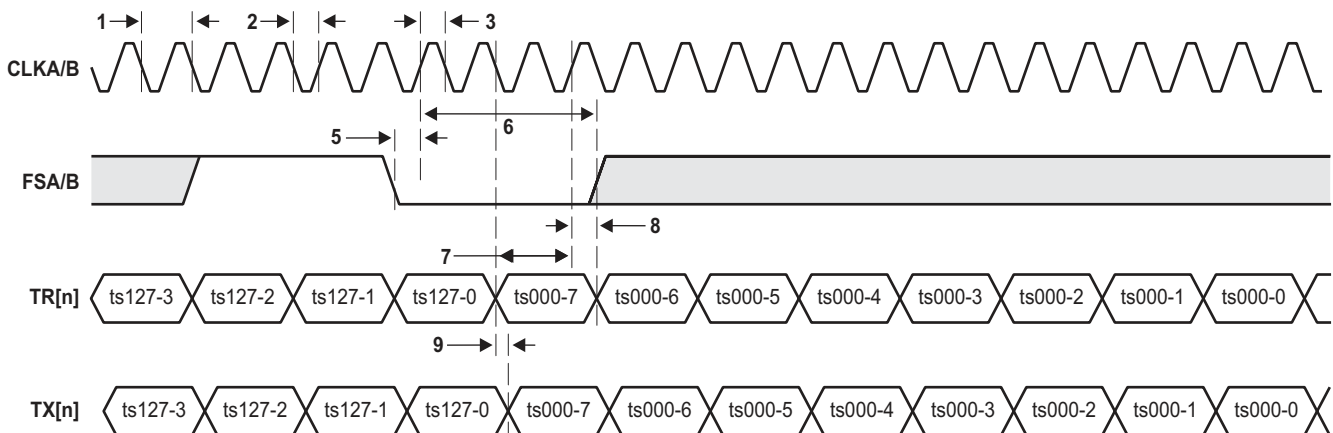 1 2 3
CLKA/B
6
5
FSA/B
8
7
TR[n] ts127-3 ts127-2 ts127-1 ts127-0 ts000-7 ts000-6 ts000-5 ts000-4 ts000-3 ts000-2 ts000-1 ts000-0
9
TX[n] ts127-3 ts127-2 ts127-1 ts127-0 ts000-7 ts000-6 ts000-5 ts000-4 ts000-3 ts000-2 ts000-1 ts000-0